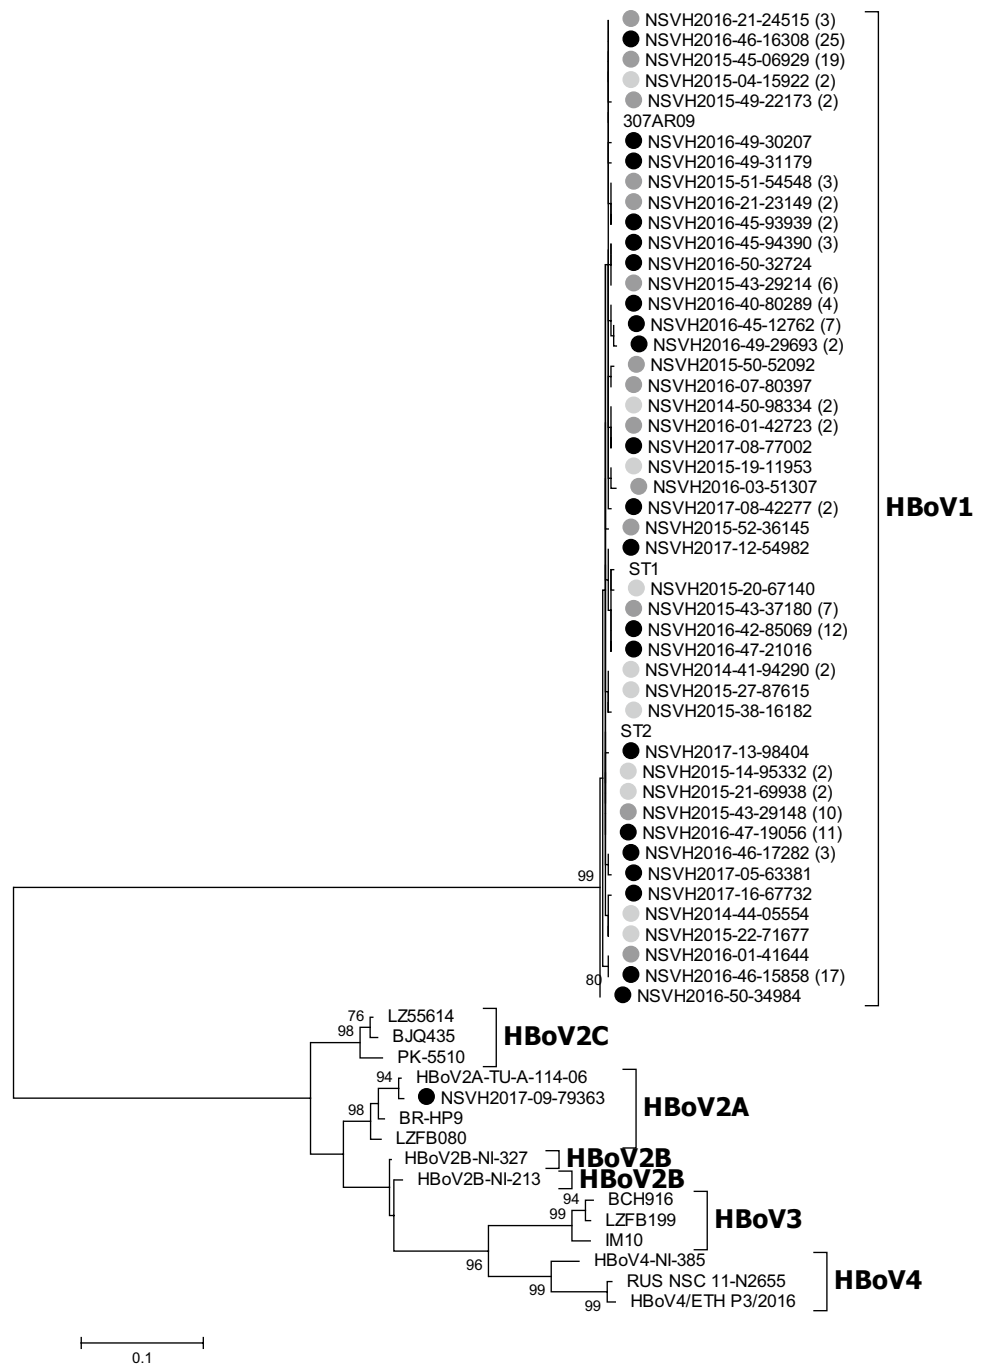 NSVH2016-21-24515 (3)
NSVH2016-46-16308 (25)
NSVH2015-45-06929 (19)
NSVH2015-04-15922 (2)
NSVH2015-49-22173 (2)
307AR09
NSVH2016-49-30207
NSVH2016-49-31179
NSVH2015-51-54548 (3)
NSVH2016-21-23149 (2)
NSVH2016-45-93939 (2)
NSVH2016-45-94390 (3)
NSVH2016-50-32724
NSVH2015-43-29214 (6)
NSVH2016-40-80289 (4)
NSVH2016-45-12762 (7)
NSVH2016-49-29693 (2)
NSVH2015-50-52092
NSVH2016-07-80397
NSVH2014-50-98334 (2)
NSVH2016-01-42723 (2)
NSVH2017-08-77002
NSVH2015-19-11953
NSVH2016-03-51307
NSVH2017-08-42277 (2)
HBoV1
NSVH2015-52-36145
NSVH2017-12-54982
ST1
NSVH2015-20-67140
NSVH2015-43-37180 (7)
NSVH2016-42-85069 (12)
NSVH2016-47-21016
NSVH2014-41-94290 (2)
NSVH2015-27-87615
NSVH2015-38-16182
ST2
NSVH2017-13-98404
NSVH2015-14-95332 (2)
NSVH2015-21-69938 (2)
NSVH2015-43-29148 (10)
NSVH2016-47-19056 (11)
NSVH2016-46-17282 (3)
99
NSVH2017-05-63381
NSVH2017-16-67732
NSVH2014-44-05554
NSVH2015-22-71677
NSVH2016-01-41644
80
NSVH2016-46-15858 (17)
NSVH2016-50-34984
76
LZ55614
98
BJQ435
HBoV2C
PK-5510
94
HBoV2A-TU-A-114-06
NSVH2017-09-79363
HBoV2A
98
BR-HP9
LZFB080
HBoV2B-NI-327
HBoV2B
HBoV2B-NI-213
HBoV2B
94
BCH916
99
LZFB199
HBoV3
IM10
96
HBoV4-NI-385
99
RUS NSC 11-N2655
HBoV4
99
HBoV4/ETH P3/2016
0.1